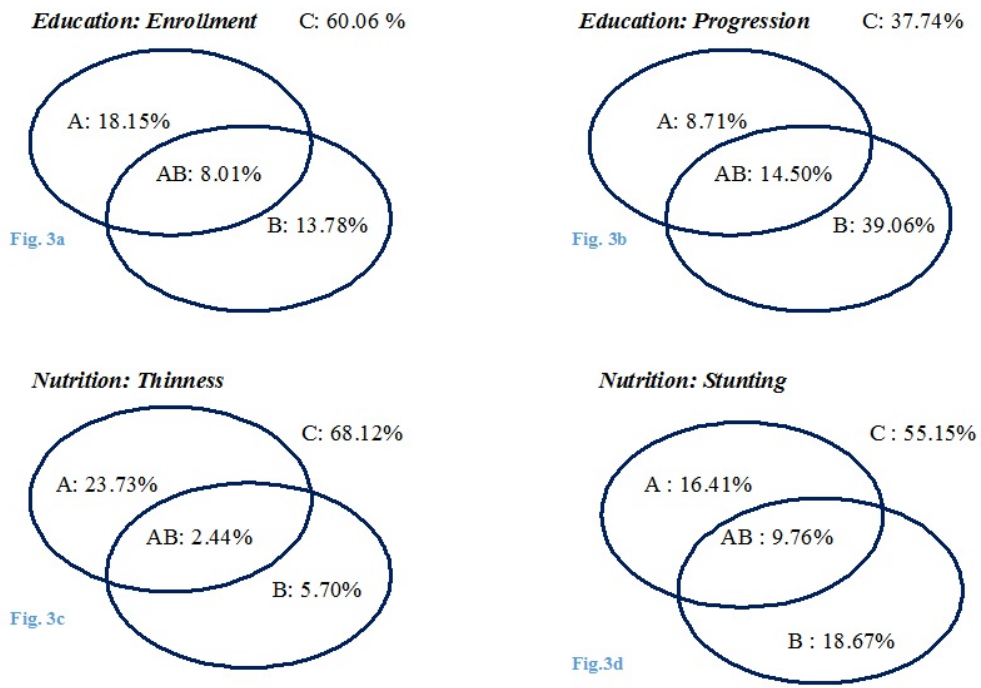 Education: Enrollment C: 60.06 %
A: 18.15%
AB: 8.01%
B: 13.78%
Fig. 3a
Education: Progression C: 37.74%
A: 8.71%
AB: 14.50%
B: 39.06%
Fig. 3b
Nutrition: Thinness
C: 68.12%
A: 23.73%
AB: 2.44%
B: 5.70%
Fig. 3c
Nutrition: Stunting
C : 55.15%
A : 16.41%
AB : 9.76%
B : 18.67%
Fig.3d